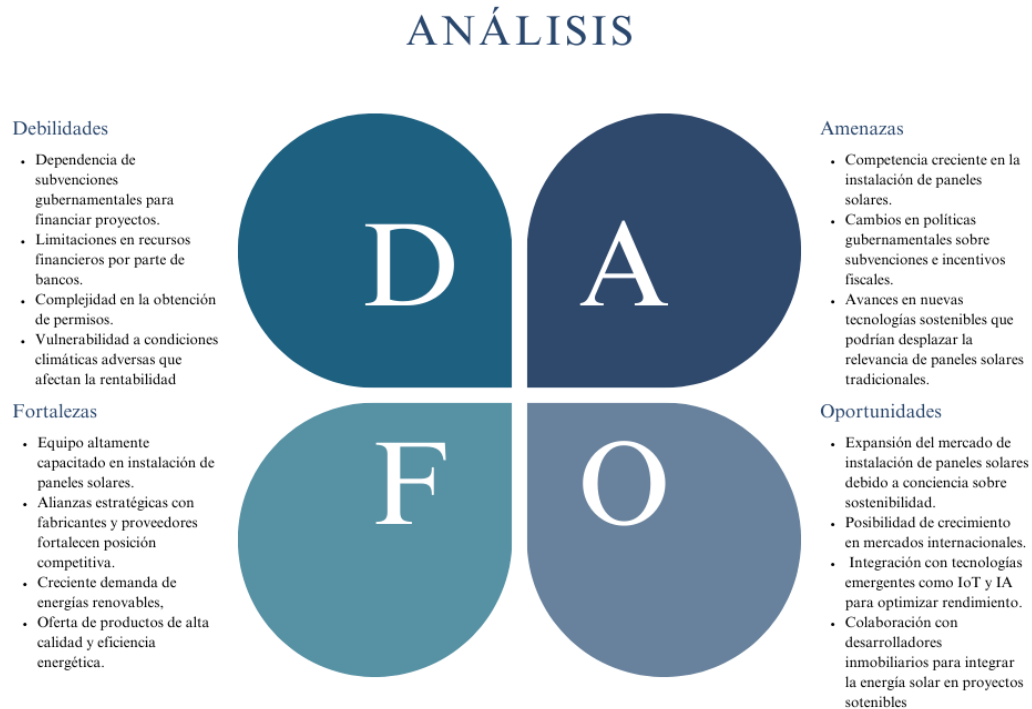 ANÁLISIS
Debilidades
• Dependencia de
subvenciones
gubernamentales para
financiar proyectos.
• Limitaciones en recursos
financieros por parte de
bancos.
• Complejidad en la obtención
de permisos.
• Vulnerabilidad a condiciones
climáticas adversas que
afectan la rentabilidad
D
A
Amenazas
• Competencia creciente en la
instalación de paneles
solares.
• Cambios en políticas
gubernamentales sobre
subvenciones e incentivos
fiscales.
• Avances en nuevas
tecnologías sostenibles que
podrían desplazar la
relevancia de paneles solares
tradicionales.
Fortalezas
• Equipo altamente
capacitado en instalación de
paneles solares.
• Alianzas estratégicas con
fabricantes y proveedores
fortalecen posición
competitiva.
• Creciente demanda de
energías renovables,
• Oferta de productos de alta
calidad y eficiencia
energética.
F
O
Oportunidades
• Expansión del mercado de
instalación de paneles solares
debido a conciencia sobre
sostenibilidad.
• Posibilidad de crecimiento
en mercados internacionales.
• Integración con tecnologías
emergentes como IoT y IA
para optimizar rendimiento.
• Colaboración con
desarrolladores
inmobiliarios para integrar
la energía solar en proyectos
sotenibles